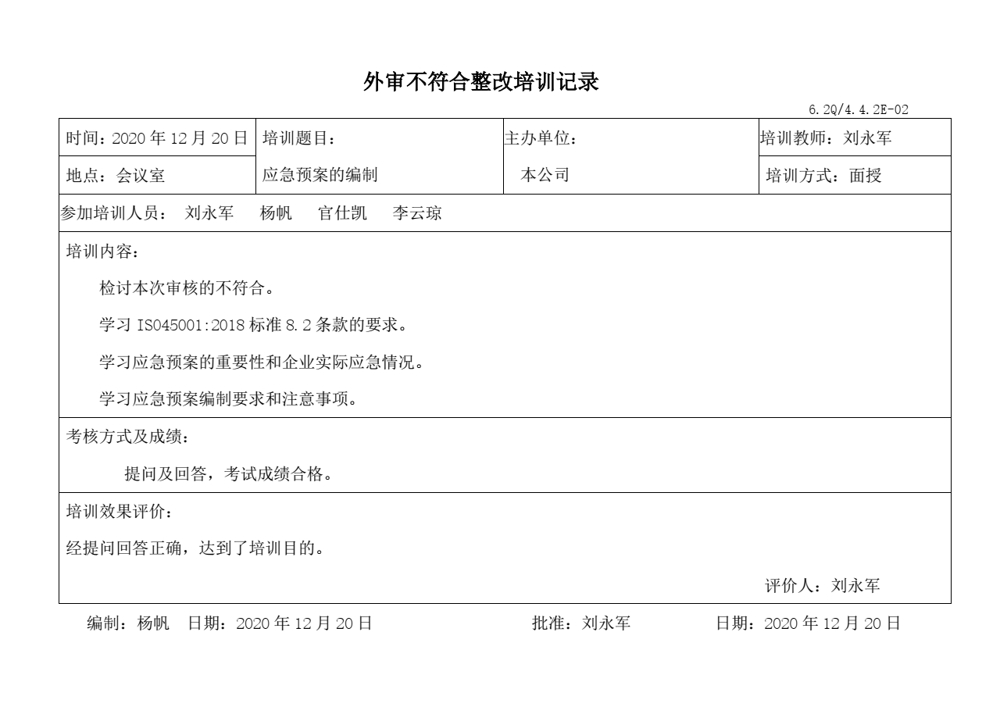 外审不符合整改培训记录
6.2Q/4.4.2E-02
时间：2020 年 12 月 20 日 培训题目： 主办单位： 培训教师：刘永军
地点：会议室 应急预案的编制 本公司 培训方式：面授
参加培训人员： 刘永军 杨帆 官仕凯 李云琼
培训内容：
检讨本次审核的不符合。
学习 ISO45001:2018 标准 8.2 条款的要求。
学习应急预案的重要性和企业实际应急情况。
学习应急预案编制要求和注意事项。
考核方式及成绩：
提问及回答，考试成绩合格。
培训效果评价：
经提问回答正确，达到了培训目的。
评价人：刘永军
编制：杨帆 日期：2020 年 12 月 20 日 批准：刘永军 日期：2020 年 12 月 20 日